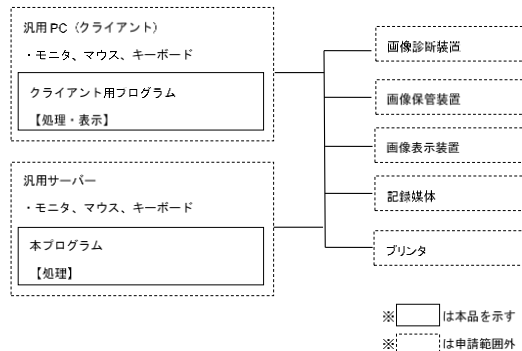 汎用PC(クライアント)
・モニタ、マウス、キーボード
クライアント用プログラム
【処理・表示】
汎用サーバー
・モニタ、マウス、キーボード
本プログラム
【処理】
画像診断装置
画像保管装置
画像表示装置
記録媒体
プリンタ
※ は本品を示す
※ は申請範囲外